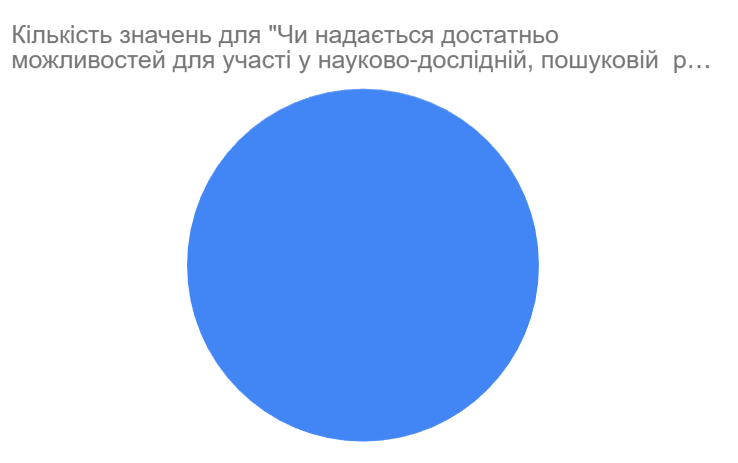 Кількість значень для "Чи надається достатньо
можливостей для участі у науково-дослідній, пошуковій р…